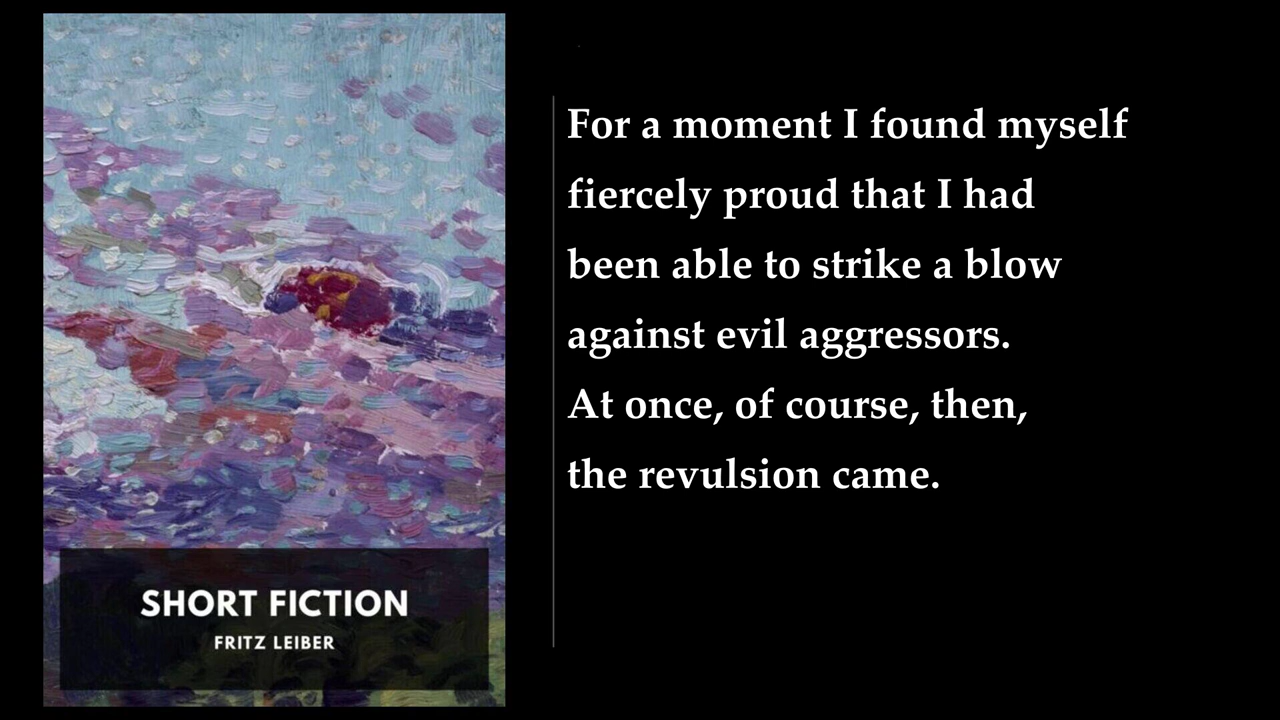 For a moment I found myself
fiercely proud that I had
been able to strike a blow
against evil aggressors.
At once, of course, then,
the revulsion came.
SHORT FICTION
FRITZ LEIBER